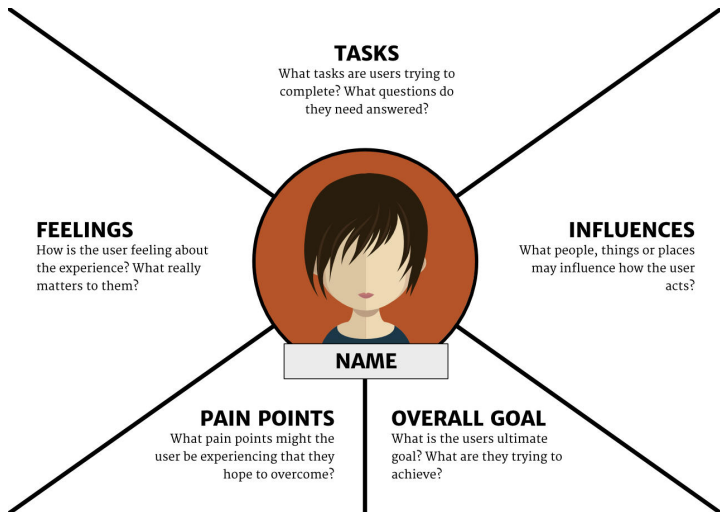 TASKS
What tasks are users trying to
complete? What questions do
they need answered?
FEELINGS
How is the user feeling about
the experience? What really
matters to them?
INFLUENCES
What people, things or places
may influence how the user
acts?
NAME
PAIN POINTS
What pain points might the
user be experiencing that they
hope to overcome?
OVERALL GOAL
What is the users ultimate
goal? What are they trying to
achieve?